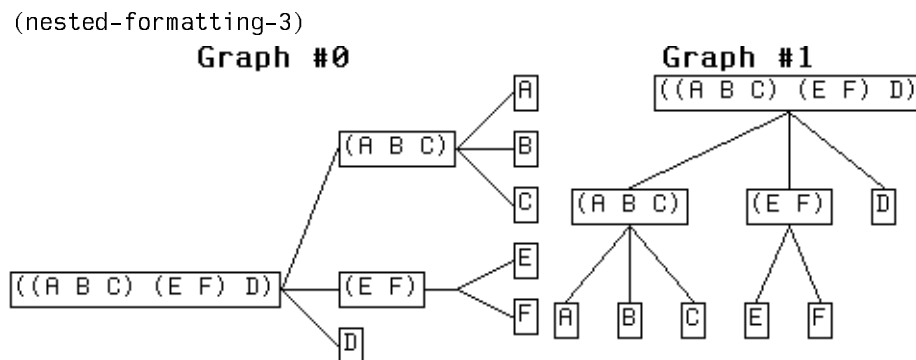 (nested-formatting-3)
Graph #0
Graph #1
((A B C) (E F) D)
(A B C)
(E F)
D
A
B
C
E
F
((A B C) (E F) D)
(A B C)
(E F)
D
A
B
C
E
F